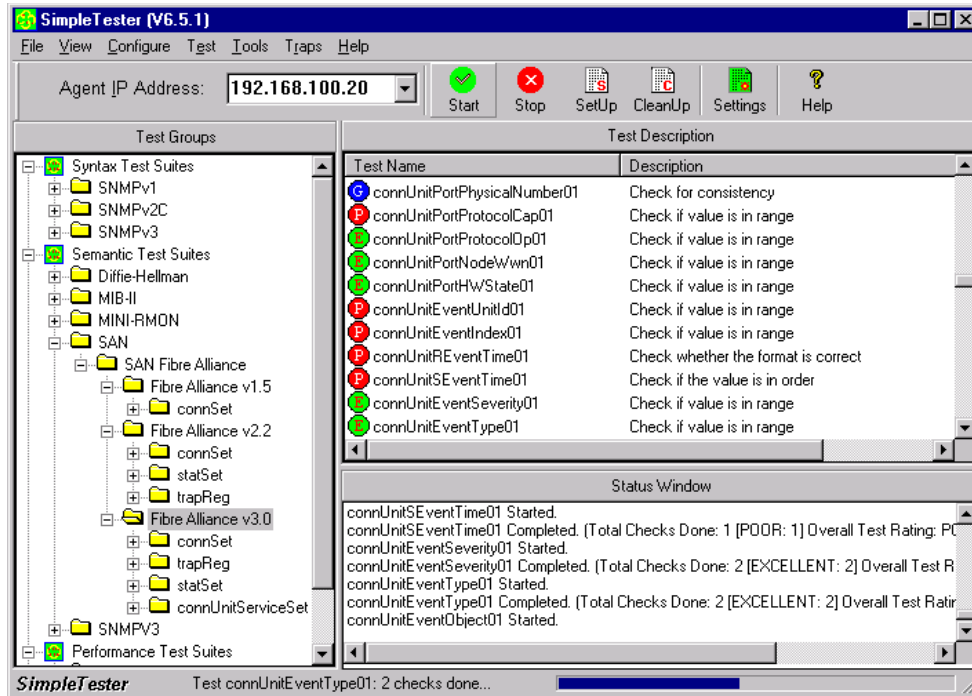 SimpleTester (V6.5.1)
File View Configure Test Tools Traps Help
Agent IP Address: 192.168.100.20
Start Stop SetUp CleanUp Settings Help
Test Groups
Syntax Test Suites
SNMPv1
SNMPv2C
SNMPv3
Semantic Test Suites
Diffie-Hellman
MIB-II
MINI-RMON
SAN
SAN Fibre Alliance
Fibre Alliance v1.5
connSet
Fibre Alliance v2.2
connSet
statSet
trapReg
Fibre Alliance v3.0
connSet
trapReg
statSet
connUnitServiceSet
SNMPV3
Performance Test Suites
Test Description
Test Name Description
G connUnitPortPhysicalNumber01 Check for consistency
P connUnitPortProtocolCap01 Check if value is in range
E connUnitPortProtocolOp01 Check if value is in range
E connUnitPortNodeWwn01 Check if value is in range
E connUnitPortHWState01 Check if value is in range
P connUnitEventUnitId01 Check if value is in range
P connUnitEventIndex01 Check if value is in range
P connUnitREventTime01 Check whether the format is correct
P connUnitSEventTime01 Check if the value is in order
E connUnitEventSeverity01 Check if value is in range
E connUnitEventType01 Check if value is in range
Status Window
connUnitSEventTime01 Started.
connUnitSEventTime01 Completed. (Total Checks Done: 1 [POOR: 1] Overall Test Rating: PO
connUnitEventSeverity01 Started.
connUnitEventSeverity01 Completed. (Total Checks Done: 2 [EXCELLENT: 2] Overall Test R
connUnitEventType01 Started.
connUnitEventType01 Completed. (Total Checks Done: 2 [EXCELLENT: 2] Overall Test Ratin
connUnitEventObject01 Started.
SimpleTester Test connUnitEventType01: 2 checks done...